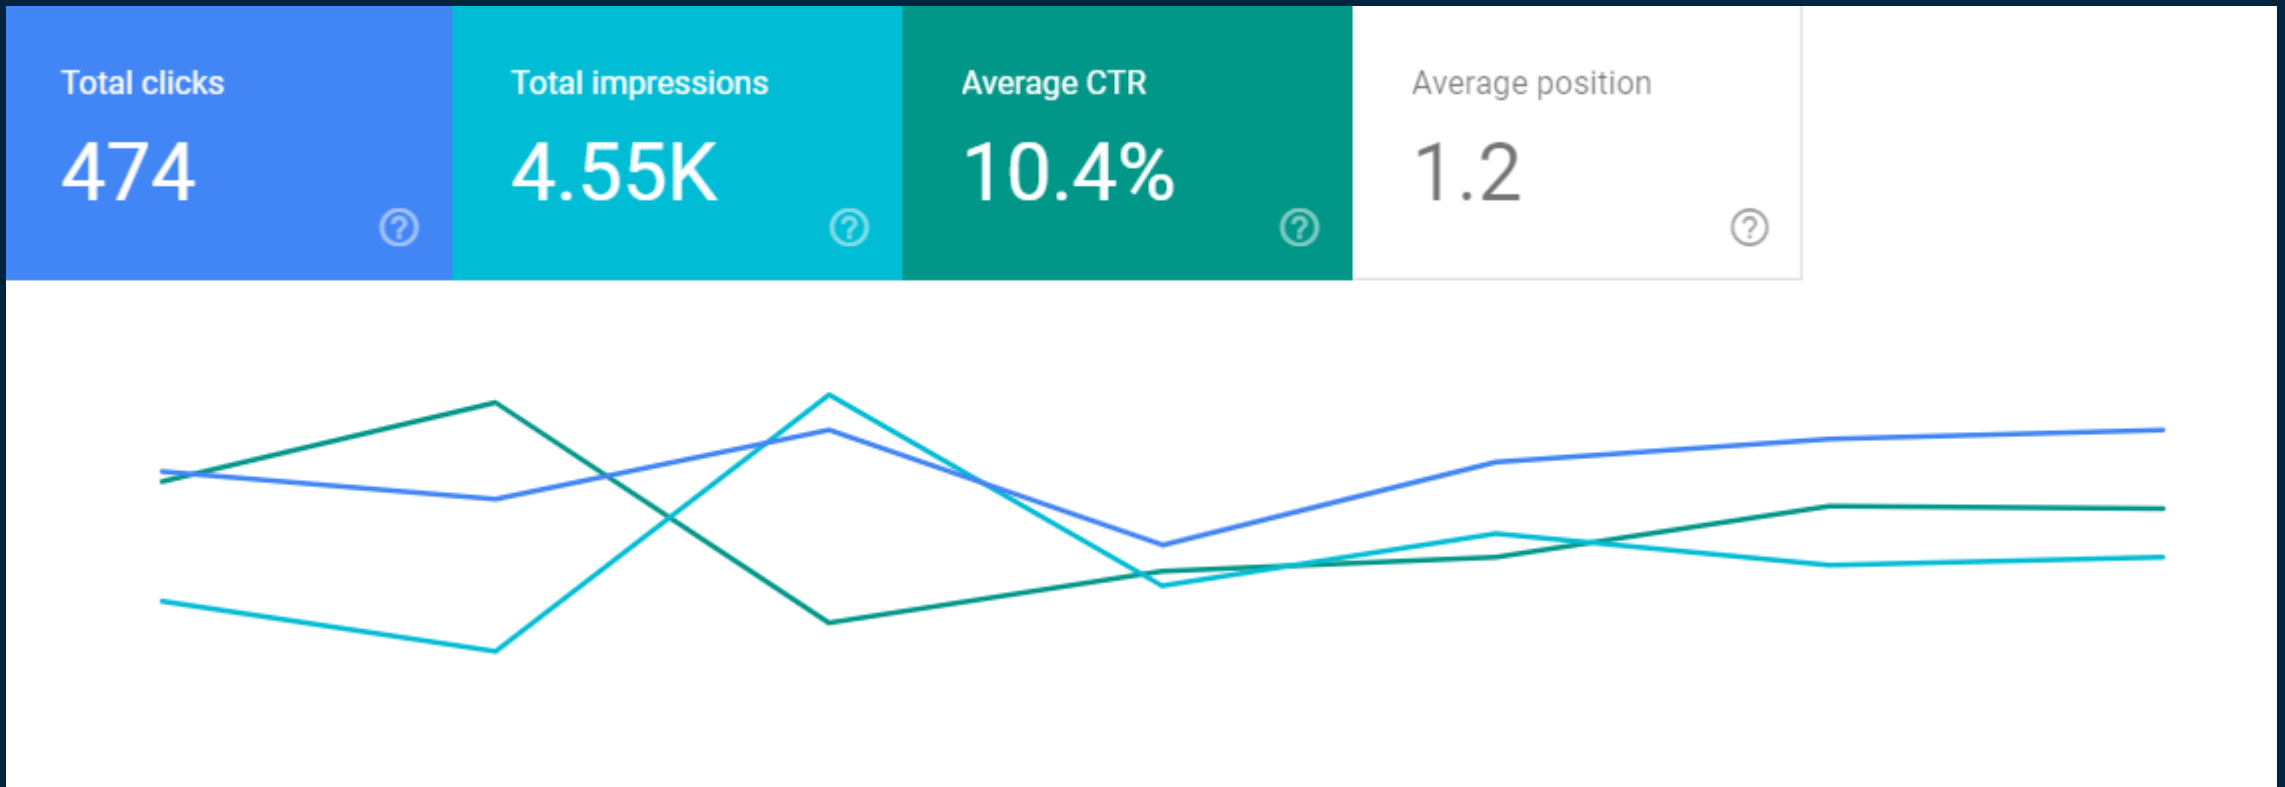 Total clicks
474
Total impressions
4.55K
Average CTR
10.4%
Average position
1.2